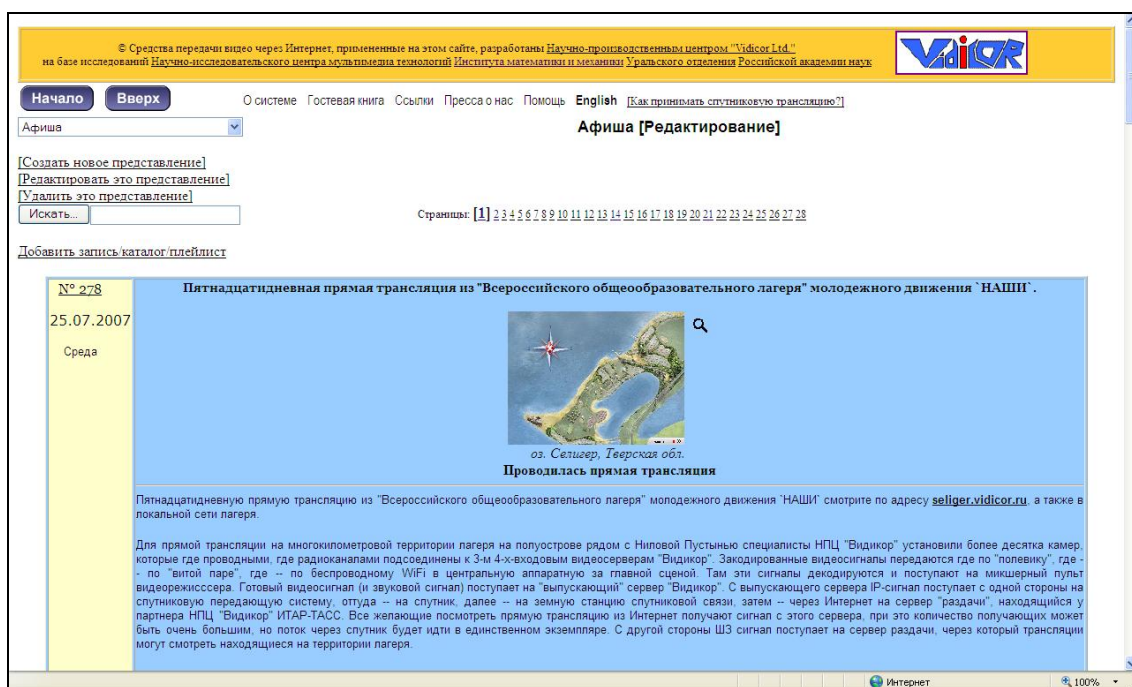 © Средства передачи видео через Интернет, примененные на этом сайте, разработаны Научно-производственным центром "Vidicor Ltd."
на базе исследований Научно-исследовательского центра мультимедиа технологий Института математики и механики Уральского отделения Российской академии наук
VidiCOR
Начало Вверх О системе Гостевая книга Ссылки Пресса о нас Помощь English [Как принимать спутниковую трансляцию?]
Афиша
Афиша [Редактирование]
[Создать новое представление]
[Редактировать это представление]
[Удалить это представление]
Искать...
Страницы: [1] 2 3 4 5 6 7 8 9 10 11 12 13 14 15 16 17 18 19 20 21 22 23 24 25 26 27 28
Добавить запись/каталог/плейлист
N° 278
25.07.2007
Среда
Пятнадцатидневная прямая трансляция из "Всероссийского общеообразовательного лагеря" молодежного движения `НАШИ`.
оз. Селигер, Тверская обл.
Проводилась прямая трансляция
Пятнадцатидневную прямую трансляцию из "Всероссийского общеообразовательного лагеря" молодежного движения `НАШИ` смотрите по адресу seliger.vidicor.ru, а также в
локальной сети лагеря.
Для прямой трансляции на многокилометровой территории лагеря на полуострове рядом с Ниловой Пустынью специалисты НПЦ "Видикор" установили более десятка камер,
которые где проводными, где радиоканалами подсоединены к 3-м 4-х-входовым видеосерверам "Видикор". Закодированные видеосигналы передаются где по "полевику", где -
- по "витой паре", где -- по беспроводному WiFi в центральную аппаратную за главной сценой. Там эти сигналы декодируются и поступают на микшерный пульт
видеорежисссера. Готовый видеосигнал (и звуковой сигнал) поступает на "выпускающий" сервер "Видикор". С выпускающего сервера IP-сигнал поступает с одной стороны на
спутниковую передающую систему, оттуда -- на спутник, далее -- на земную станцию спутниковой связи, затем -- через Интернет на сервер "раздачи", находящийся у
партнера НПЦ "Видикор" ИТАР-ТАСС. Все желающие посмотреть прямую трансляцию из Интернет получают сигнал с этого сервера, при это количество получающих может
быть очень большим, но поток через спутник будет идти в единственном экземпляре. С другой стороны ШЗ сигнал поступает на сервер раздачи, через который трансляции
могут смотреть находящиеся на территории лагеря.
Интернет 100%